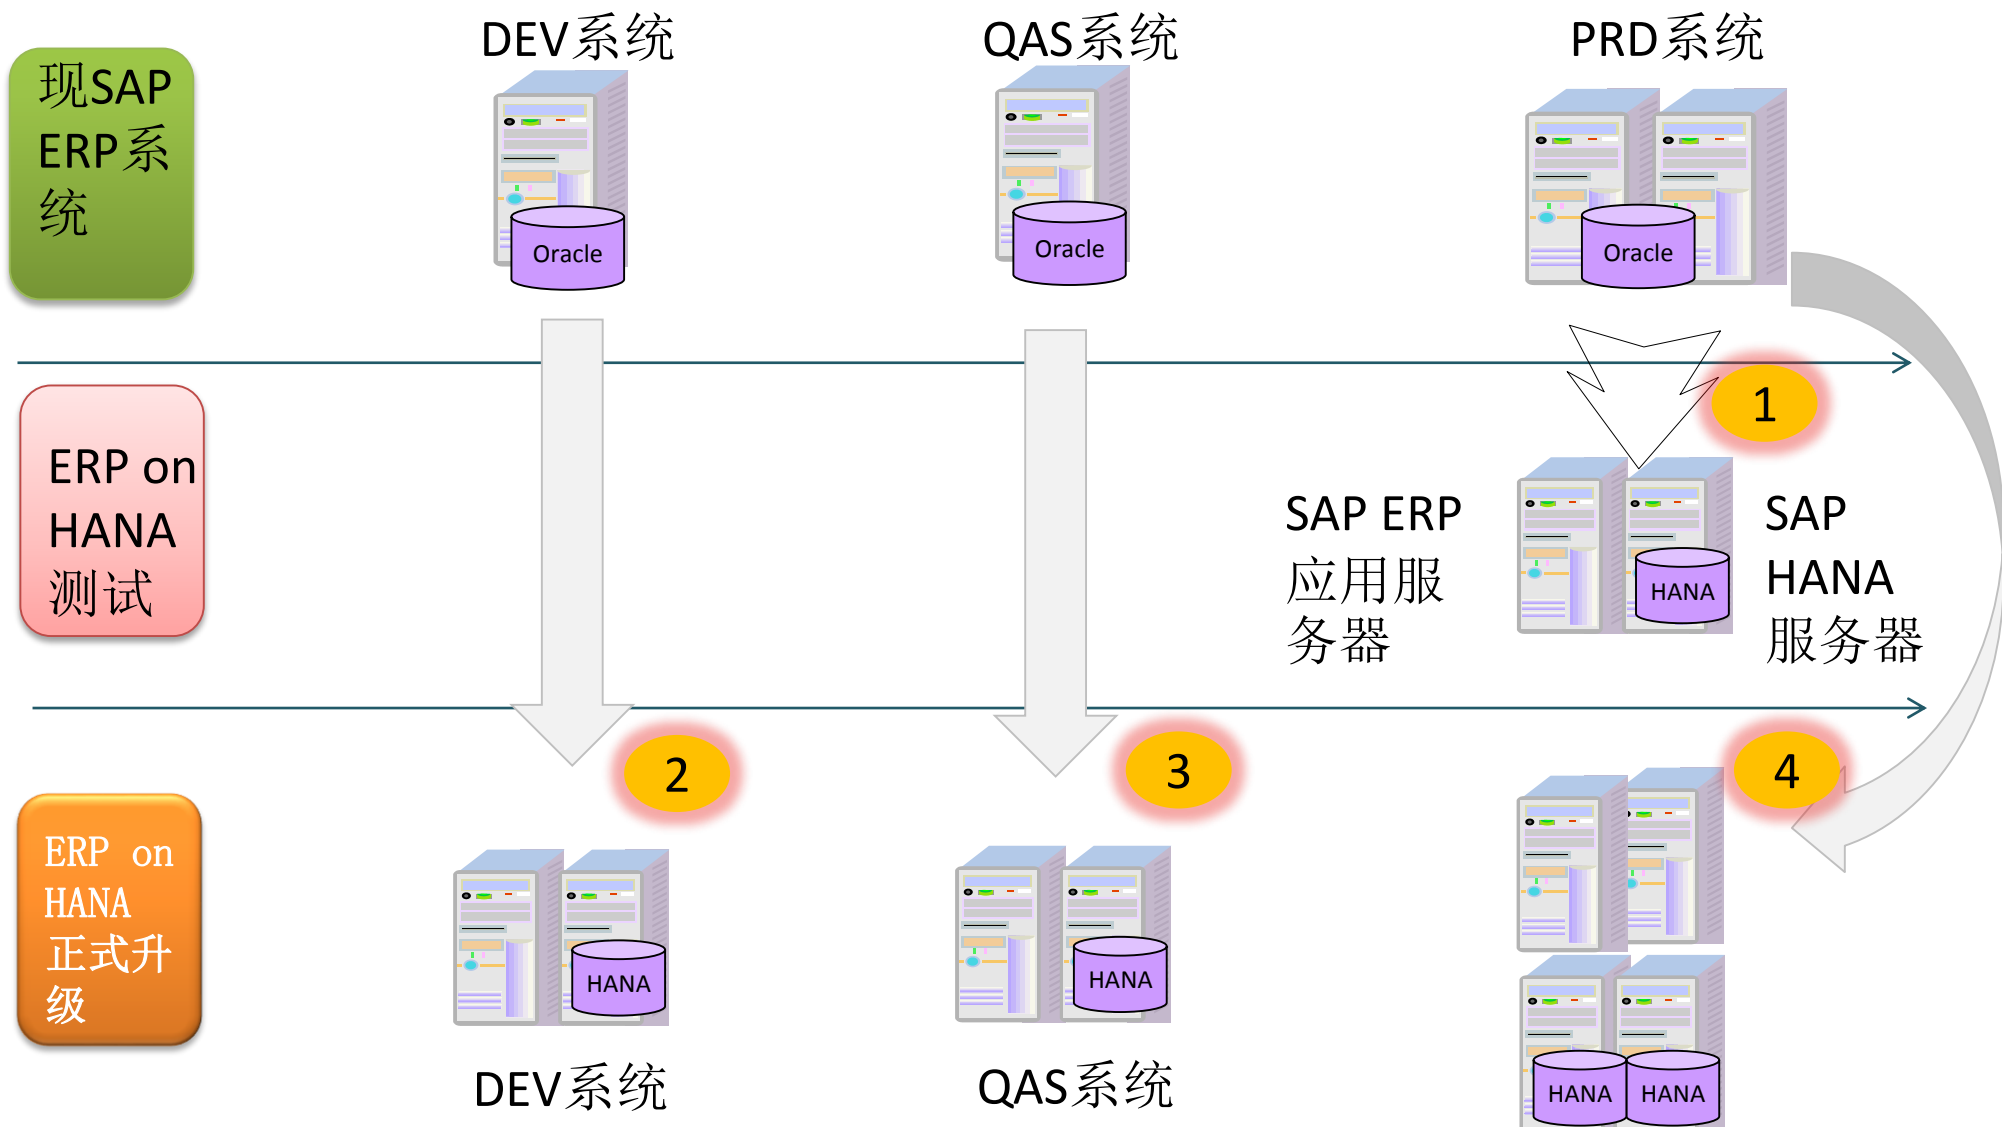 DEV系统
QAS系统
PRD系统
现SAP
ERP系
统
Oracle
Oracle
Oracle
1
ERP on
HANA
测试
SAP ERP
应用服
务器
HANA
SAP
HANA
服务器
2
3
4
ERP on
HANA
正式升
级
HANA
HANA
HANA
HANA
DEV系统
QAS系统